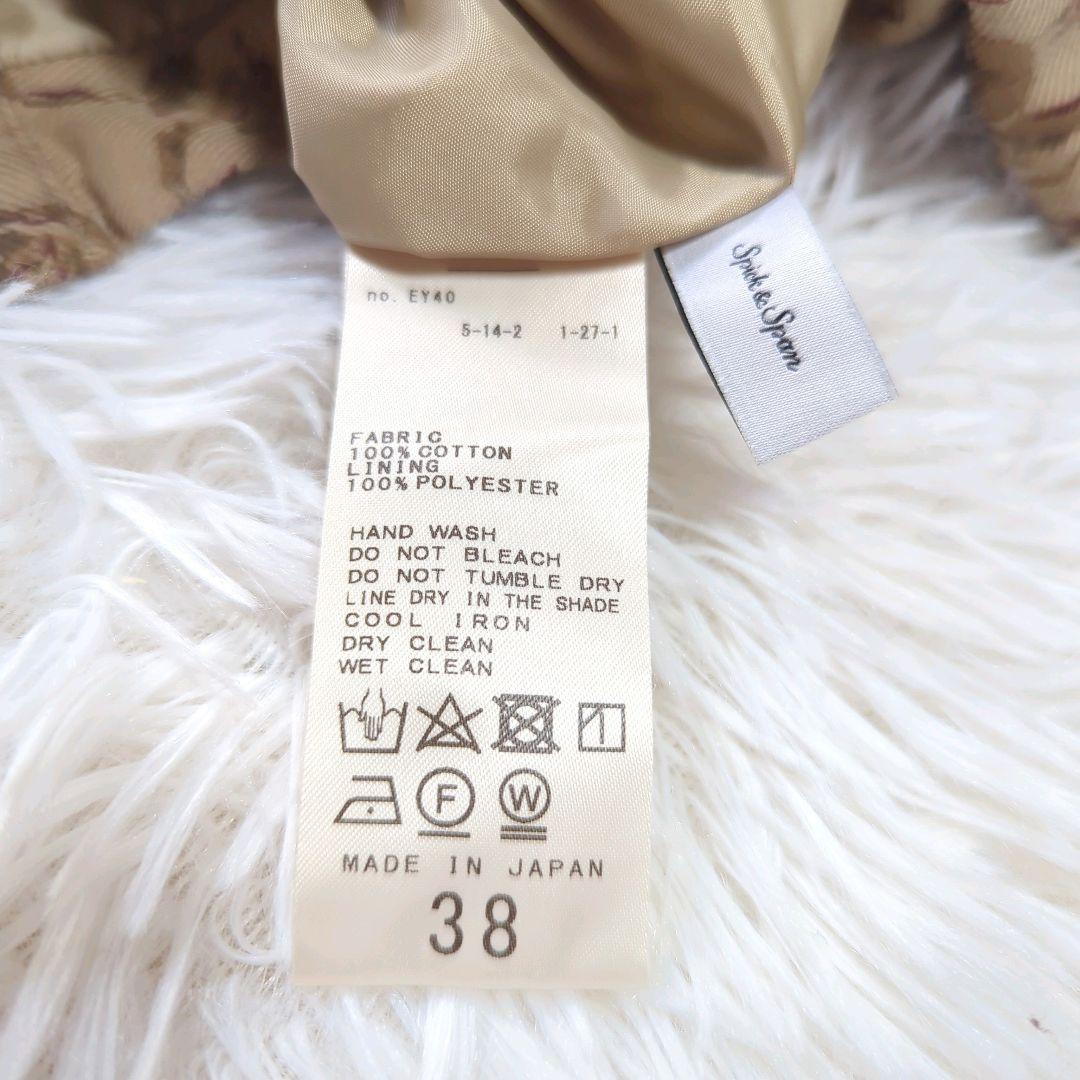 no. EY40
5-14-2 1-27-1
FABRIC
100% COTTON
LINING
100% POLYESTER
HAND WASH
DO NOT BLEACH
DO NOT TUMBLE DRY
LINE DRY IN THE SHADE
COOL IRON
DRY CLEAN
WET CLEAN
F W
MADE IN JAPAN
38
Spick & Span